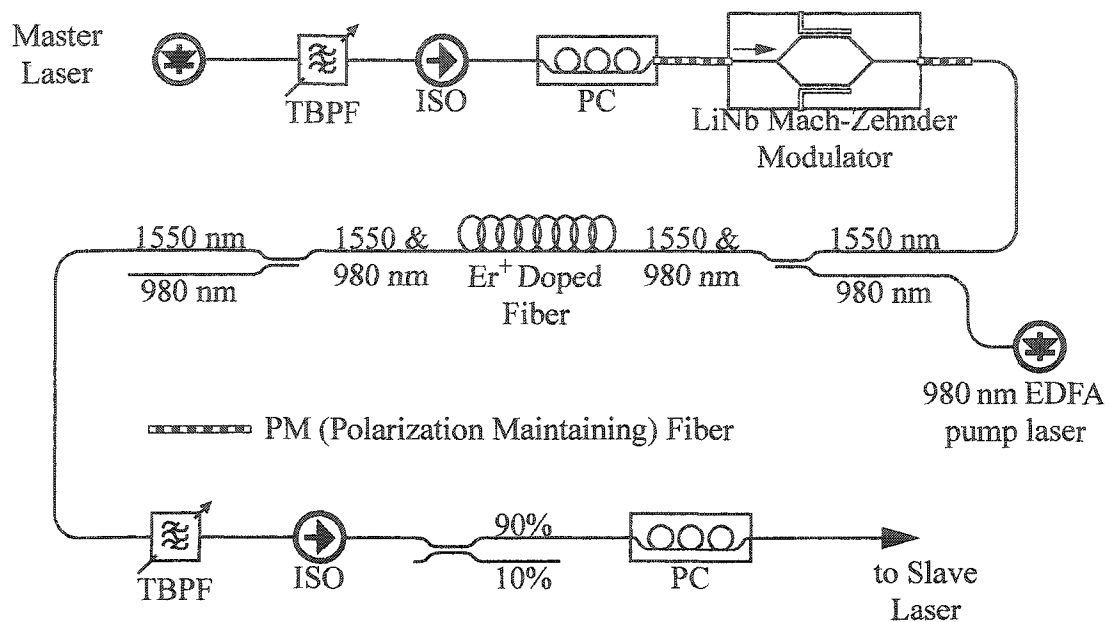 Master
Laser
TBPF
ISO
PC
LiNb Mach-Zehnder
Modulator
1550 nm
980 nm
1550 &
980 nm
Er+ Doped
Fiber
1550 &
980 nm
1550 nm
980 nm
980 nm EDFA
pump laser
PM (Polarization Maintaining) Fiber
TBPF
ISO
90%
10%
PC
to Slave
Laser